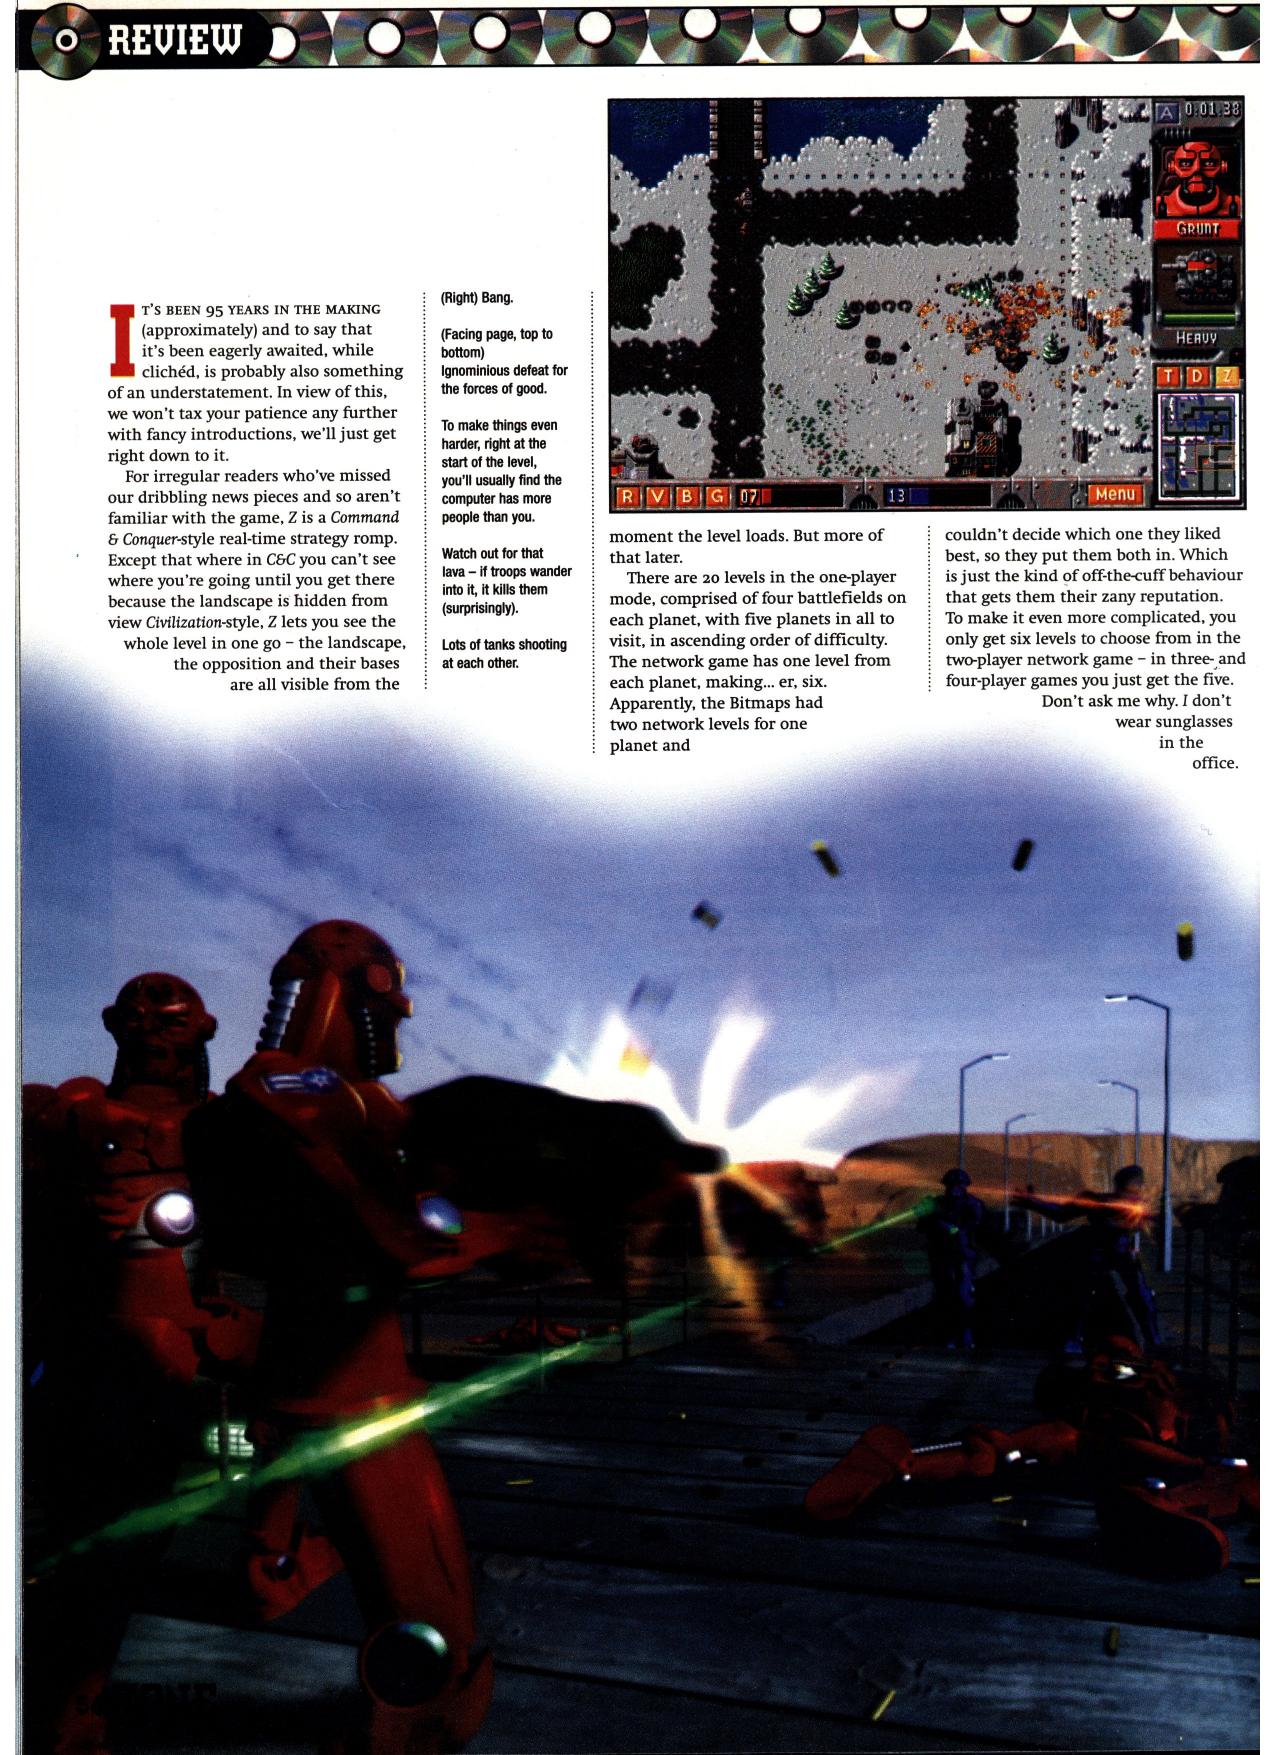 REVIEW
IT'S BEEN 95 YEARS IN THE MAKING
(approximately) and to say that
it's been eagerly awaited, while
clichéd, is probably also something
of an understatement. In view of this,
we won't tax your patience any further
with fancy introductions, we'll just get
right down to it.
For irregular readers who've missed
our dribbling news pieces and so aren't
familiar with the game, Z is a Command
& Conquer-style real-time strategy romp.
Except that where in C&C you can't see
where you're going until you get there
because the landscape is hidden from
view Civilization-style, Z lets you see the
whole level in one go – the landscape,
the opposition and their bases
are all visible from the
(Right) Bang.
(Facing page, top to
bottom)
Ignominious defeat for
the forces of good.
To make things even
harder, right at the
start of the level,
you'll usually find the
computer has more
people than you.
Watch out for that
lava – if troops wander
into it, it kills them
(surprisingly).
Lots of tanks shooting
at each other.
A 0:01.38
GRUNT
HEAVY
T D Z
R V B G 07 13 Menu
moment the level loads. But more of
that later.
There are 20 levels in the one-player
mode, comprised of four battlefields on
each planet, with five planets in all to
visit, in ascending order of difficulty.
The network game has one level from
each planet, making... er, six.
Apparently, the Bitmaps had
two network levels for one
planet and
couldn't decide which one they liked
best, so they put them both in. Which
is just the kind of off-the-cuff behaviour
that gets them their zany reputation.
To make it even more complicated, you
only get six levels to choose from in the
two-player network game – in three- and
four-player games you just get the five.
Don't ask me why. I don't
wear sunglasses
in the
office.
ZONE